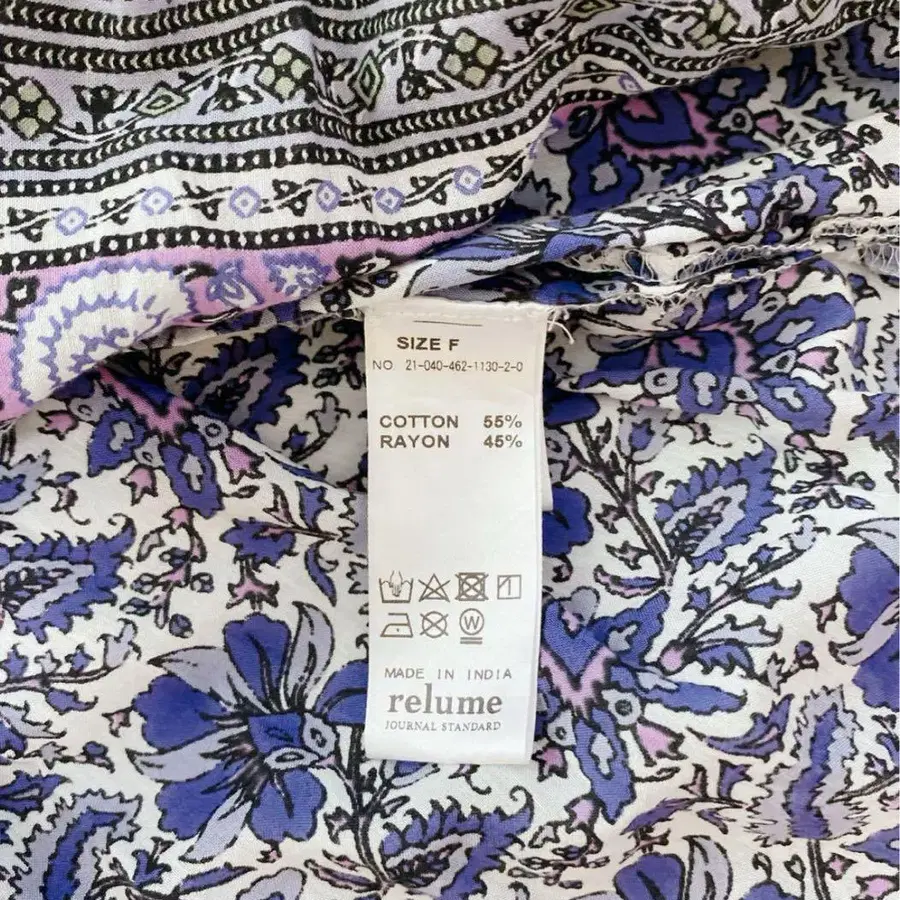 SIZE F
NO. 21-040-462-1130-2-0
COTTON 55%
RAYON 45%
W
MADE IN INDIA
relume
JOURNAL STANDARD